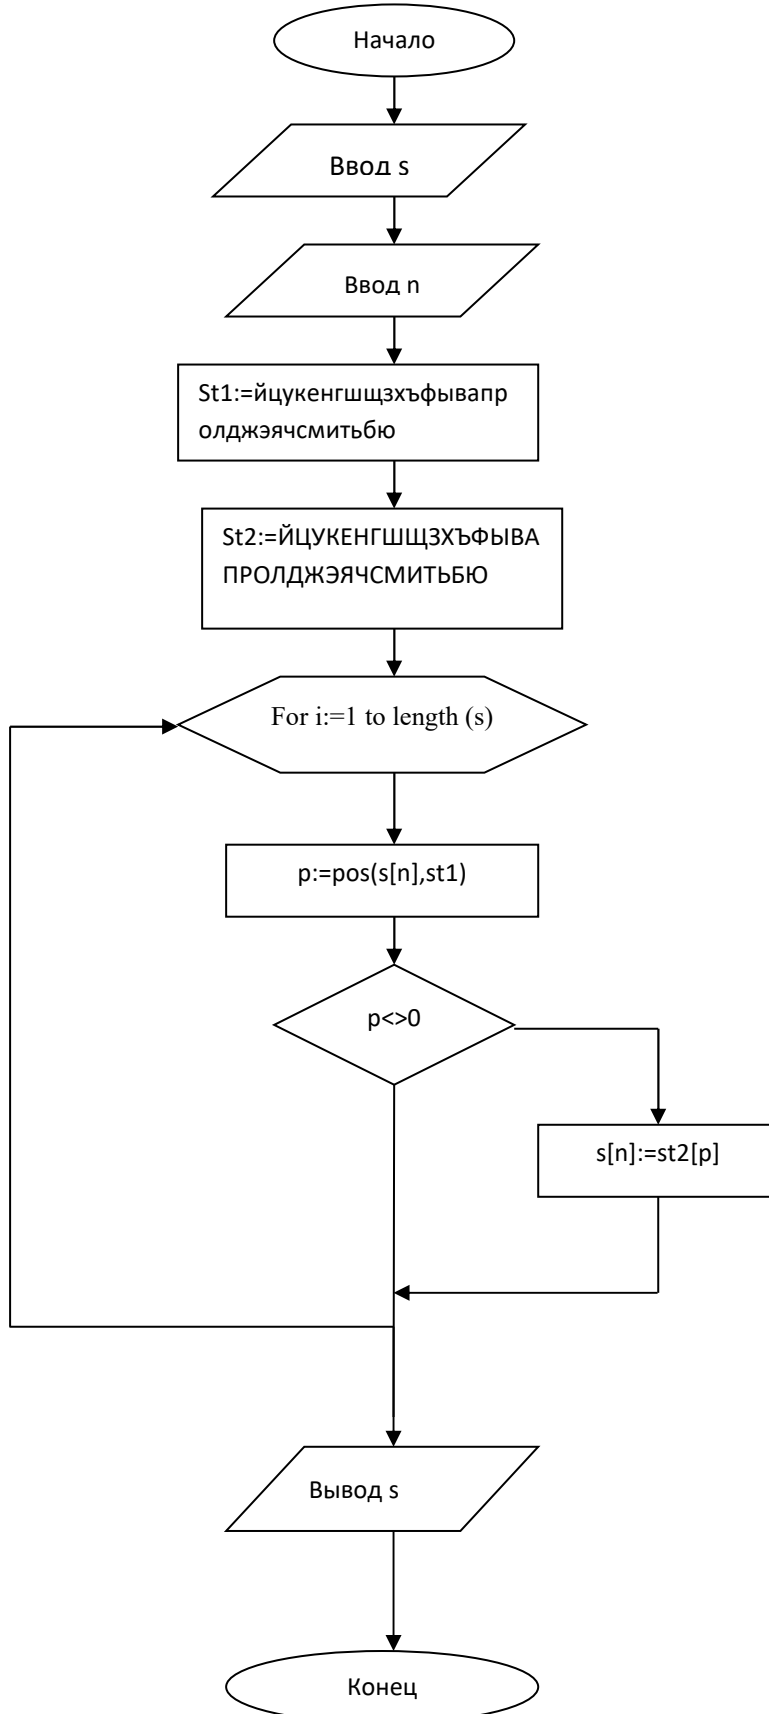 Начало
Ввод s
Ввод n
St1:=йцукенгшщзхъфывапр
олджэячсмитьбю
St2:=ЙЦУКЕНГШЩЗХЪФЫВА
ПРОЛДЖЭЯЧСМИТЬБЮ
For i:=1 to length (s)
p:=pos(s[n],st1)
p<>0
s[n]:=st2[p]
Вывод s
Конец